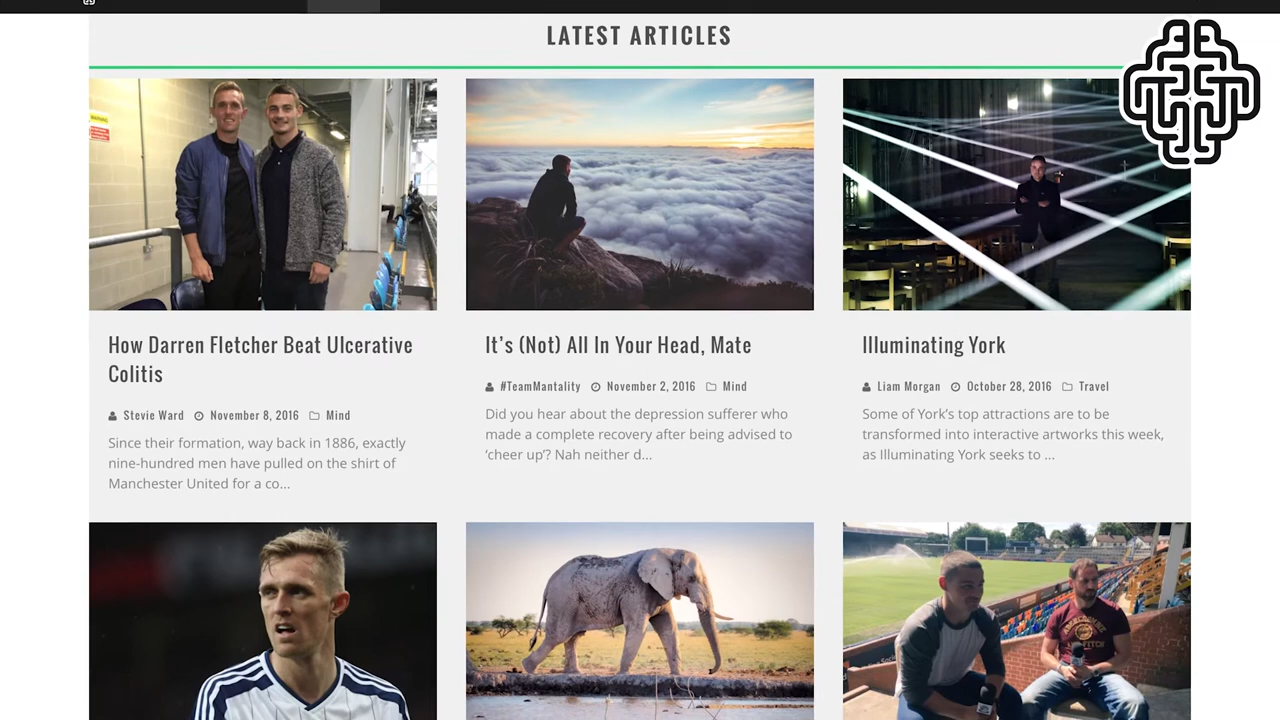 LATEST ARTICLES
How Darren Fletcher Beat Ulcerative
Colitis
Stevie Ward November 8, 2016 Mind
Since their formation, way back in 1886, exactly
nine-hundred men have pulled on the shirt of
Manchester United for a co...
It's (Not) All In Your Head, Mate
#TeamMantality November 2, 2016 Mind
Did you hear about the depression sufferer who
made a complete recovery after being advised to
‘cheer up’? Nah neither d...
Illuminating York
Liam Morgan October 28, 2016 Travel
Some of York’s top attractions are to be
transformed into interactive artworks this week,
as Illuminating York seeks to ...